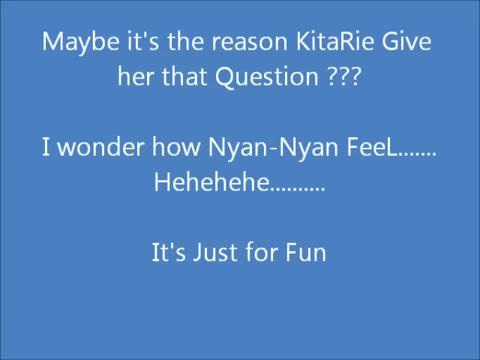 Maybe it's the reason KitaRie Give
her that Question ???
I wonder how Nyan-Nyan FeeL.......
Hehehehe..........
It's Just for Fun